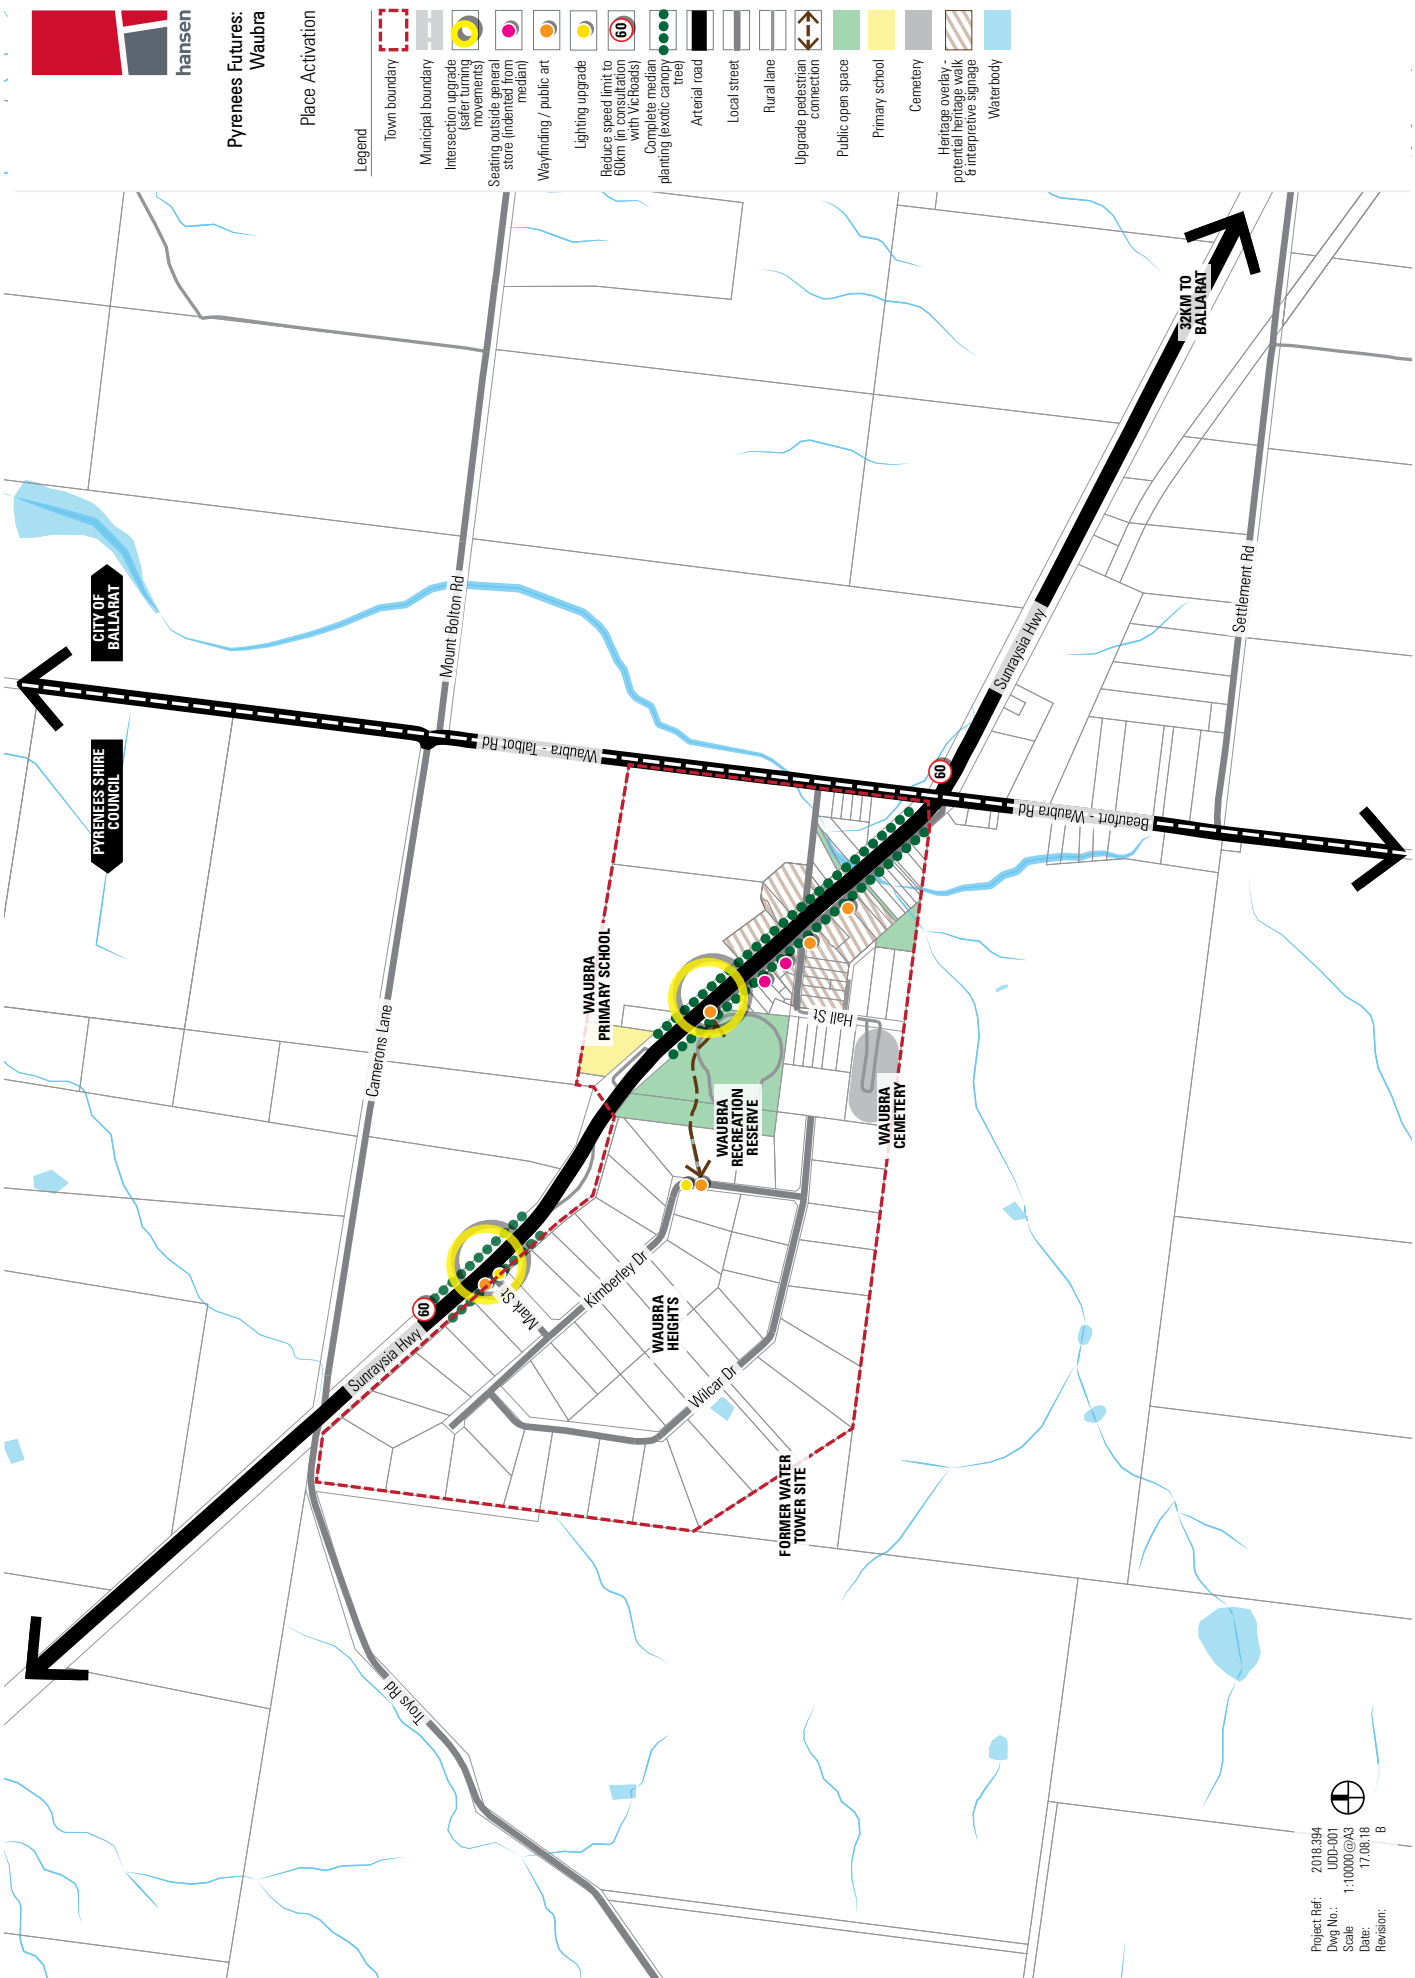 hansen
Pyrenees Futures:
Waubra
Place Activation
Legend
Town boundary
Municipal boundary
Intersection upgrade
(safer turning
movements)
Seating outside general
store (indented from
median)
Wayfinding / public art
Lighting upgrade
60
Reduce speed limit to
60km (in consultation
with VicRoads)
Complete median
planting (exotic canopy
tree)
Arterial road
Local street
Rural lane
Upgrade pedestrian
connection
Public open space
Primary school
Cemetery
Heritage overlay -
potential heritage walk
& interpretive signage
Waterbody
CITY OF
BALLARAT
PYRENEES SHIRE
COUNCIL
Mount Bolton Rd
Waubra - Talbot Rd
32KM TO
BALLARAT
Sunraysia Hwy
Settlement Rd
60
Beaufort - Waubra Rd
Camerons Lane
WAUBRA
PRIMARY SCHOOL
Hall St
WAUBRA
RECREATION
RESERVE
WAUBRA
CEMETERY
60
Sunraysia Hwy
Mark St
Kimberley Dr
WAUBRA
HEIGHTS
Wilcar Dr
FORMER WATER
TOWER SITE
Troys Rd
Project Ref: 2018.394
Dwg No.: UDD-001
Scale 1:10000@A3
Date: 17.08.18
Revision: B